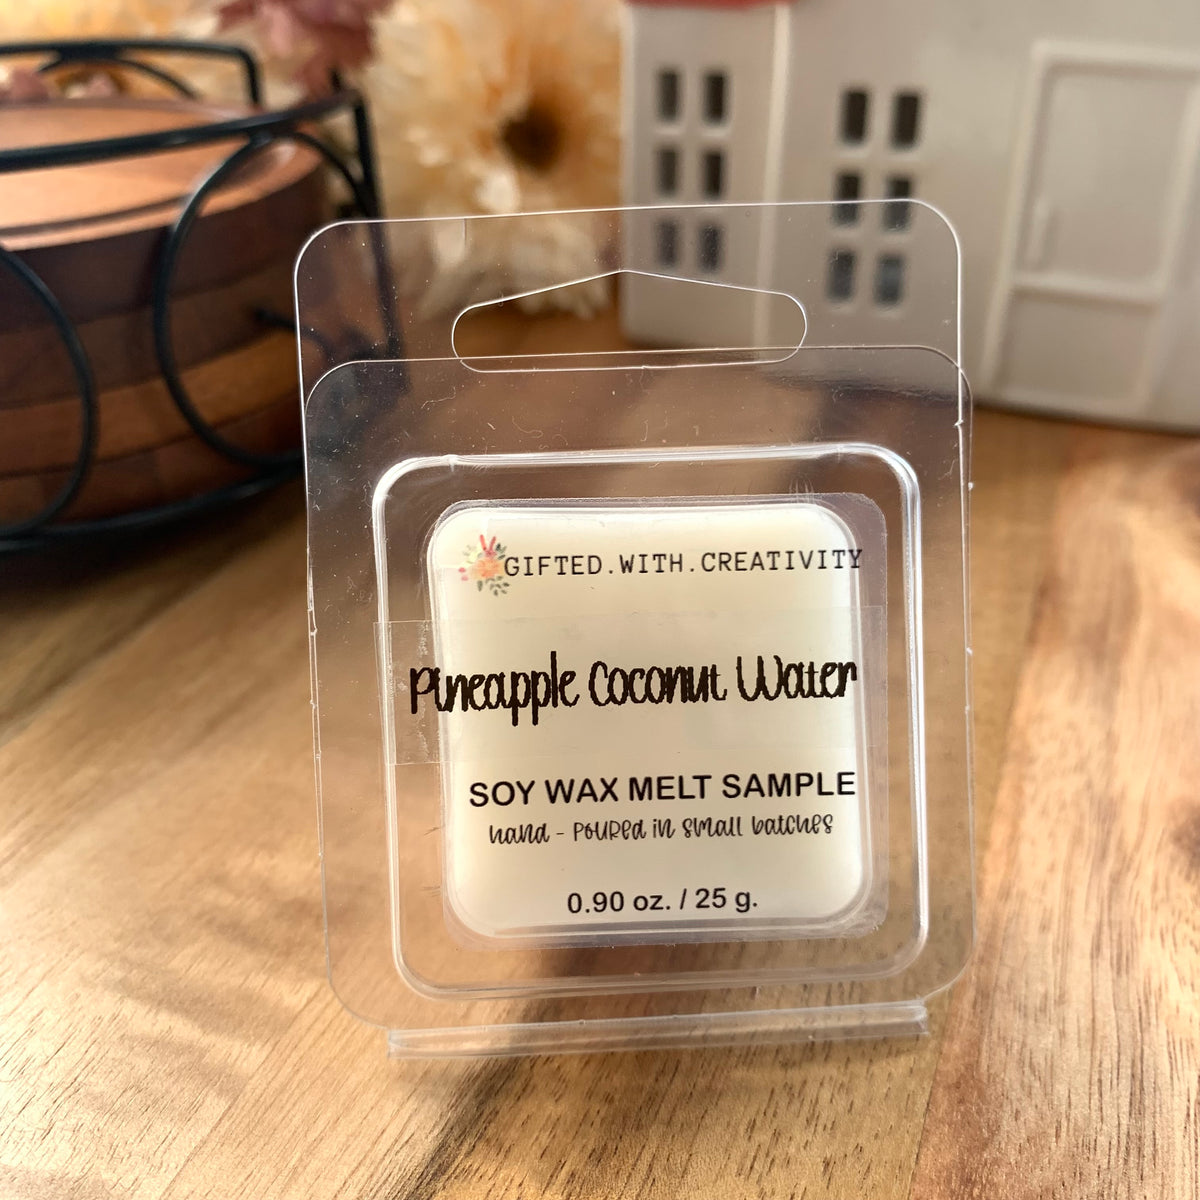 GIFTED.WITH.CREATIVITY
Pineapple Coconut Water
SOY WAX MELT SAMPLE
hand - poured in small batches
0.90 oz. / 25 g.